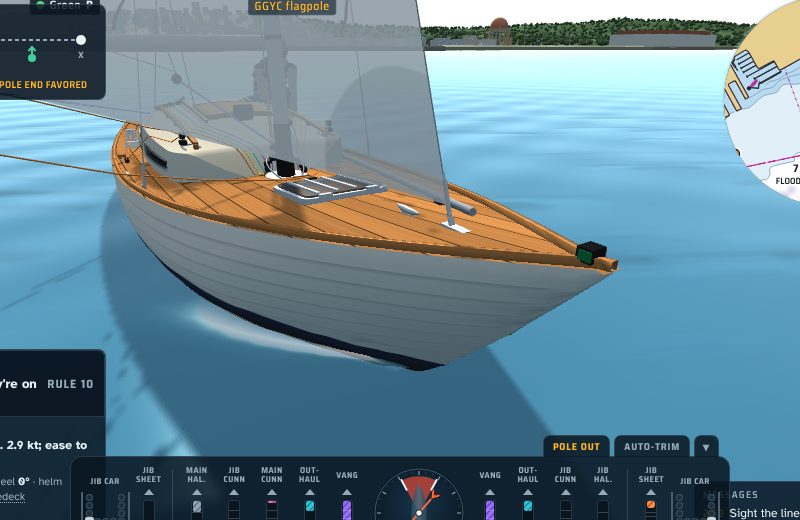 Green P
GGYC flagpole
X
POLE END FAVORED
7
FLOOD
y're on RULE 10
. 2.9 kt; ease to
eel 0° · helm
edeck
POLE OUT
AUTO-TRIM
▼
JIB CAR
JIB SHEET
MAIN HAL.
JIB CUNN
MAIN CUNN
OUT-HAUL
VANG
VANG
OUT-HAUL
JIB CUNN
JIB HAL.
JIB SHEET
JIB CAR
AGES
Sight the line